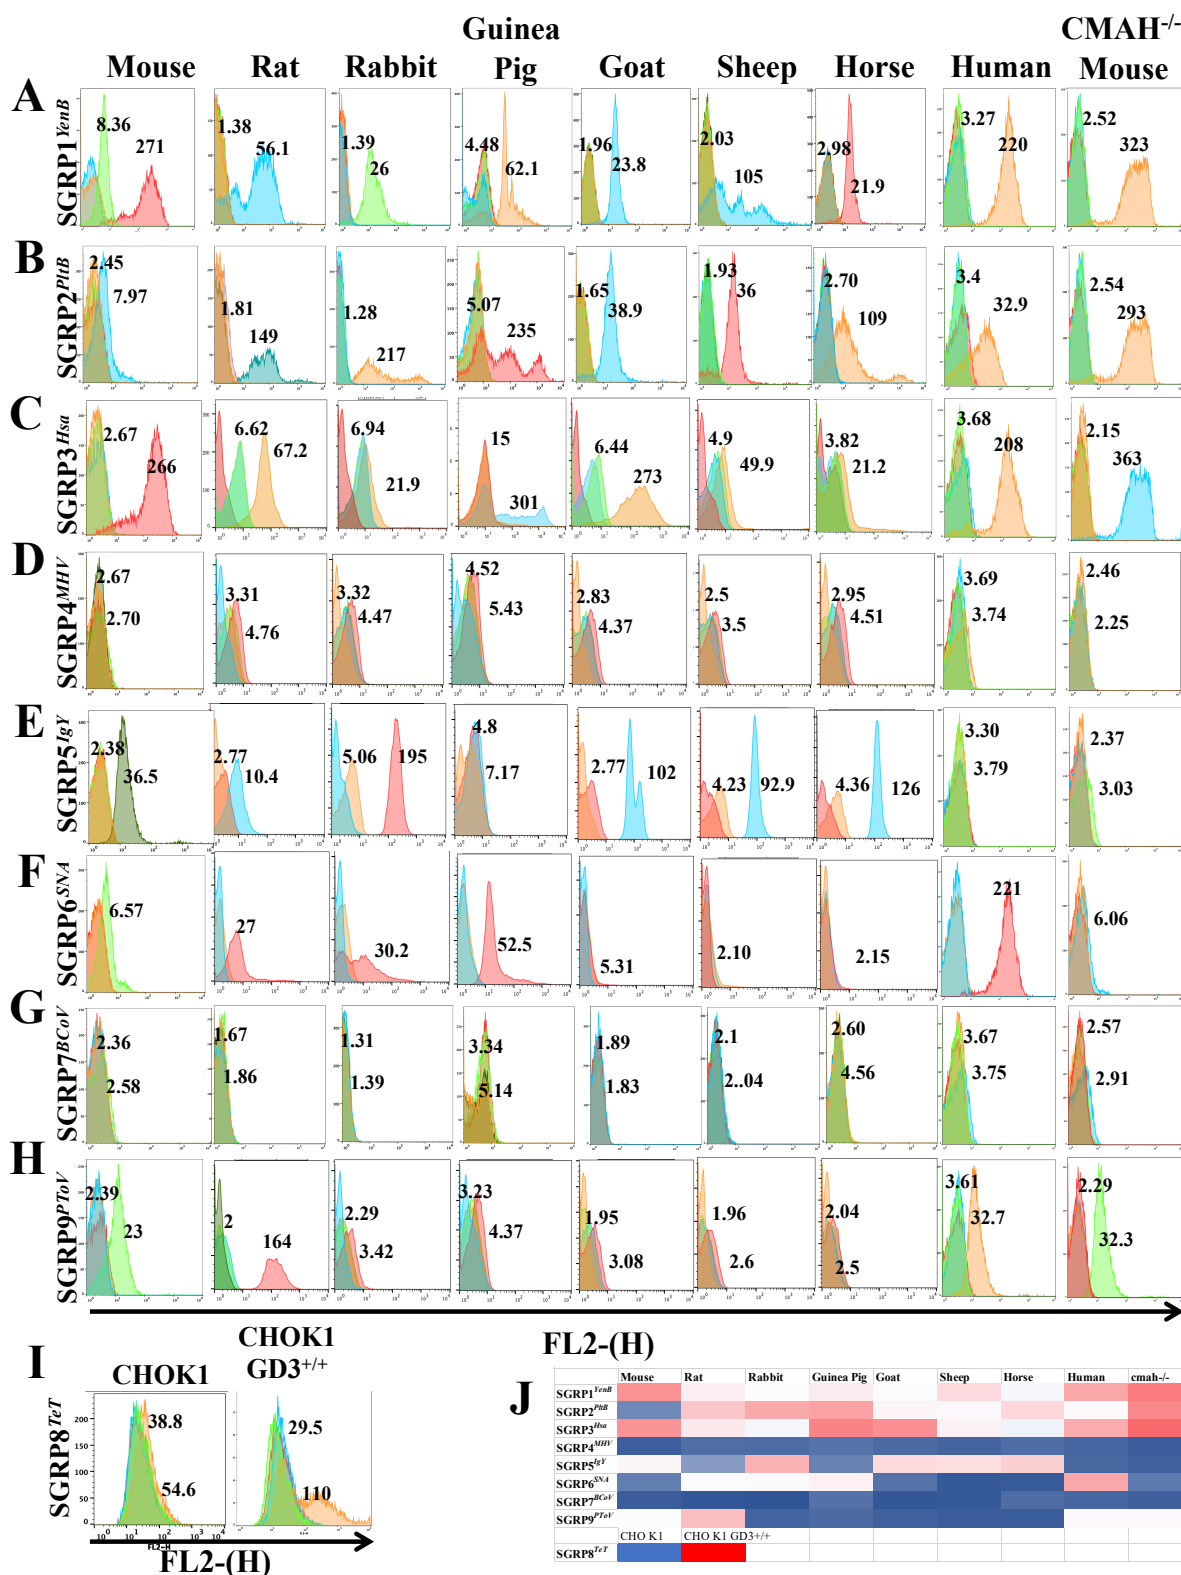 Guinea Pig
CMAH-/- Mouse
Mouse Rat Rabbit Goat Sheep Horse Human
A
SGRP1YenB
8.36 271
1.38 56.1
1.39 26
4.48 62.1
1.96 23.8
2.03 105
2.98 21.9
3.27 220
2.52 323
B
SGRP2PltB
2.45 7.97
1.81 149
1.28 217
5.07 235
1.65 38.9
1.93 36
2.70 109
3.4 32.9
2.54 293
C
SGRP3Hsa
2.67 266
6.62 67.2
6.94 21.9
15 301
6.44 273
4.9 49.9
3.82 21.2
3.68 208
2.15 363
D
SGRP4MHV
2.67 2.70
3.31 4.76
3.32 4.47
4.52 5.43
2.83 4.37
2.5 3.5
2.95 4.51
3.69 3.74
2.46 2.25
E
SGRP5IgY
2.38 36.5
2.77 10.4
5.06 195
4.8 7.17
2.77 102
4.23 92.9
4.36 126
3.30 3.79
2.37 3.03
F
SGRP6SNA
6.57
27
30.2
52.5
5.31
2.10
2.15
221
6.06
G
SGRP7BCoV
2.36 2.58
1.67 1.86
1.31 1.39
3.34 5.14
1.89 1.83
2.1 2..04
2.60 4.56
3.67 3.75
2.57 2.91
H
SGRP9PToV
2.39 23
2 164
2.29 3.42
3.23 4.37
1.95 3.08
1.96 2.6
2.04 2.5
3.61 32.7
2.29 32.3
FL2-(H)
I
CHOK1
CHOK1 GD3+/+
SGRP8TeT
200
150
100
50
0
38.8 54.6
29.5 110
FL2-H
FL2-(H)
J
Mouse Rat Rabbit Guinea Pig Goat Sheep Horse Human cmah-/-
SGRP1YenB
SGRP2PltB
SGRP3Hsa
SGRP4MHV
SGRP5IgY
SGRP6SNA
SGRP7BCoV
SGRP9PToV
CHO K1 CHO K1 GD3+/+
SGRP8TeT